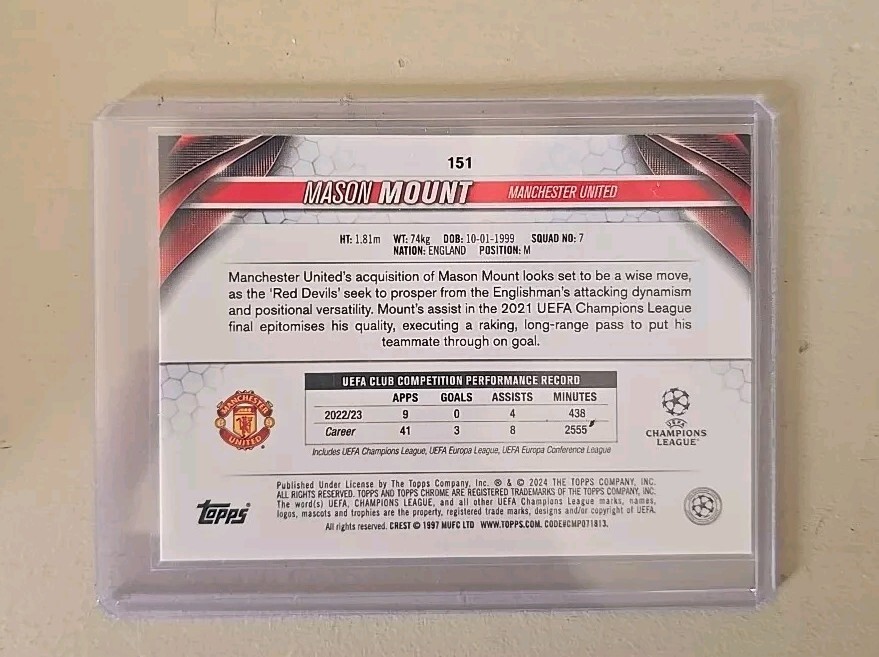 151
MASON MOUNT MANCHESTER UNITED
HT: 1.81m WT: 74kg DOB: 10-01-1999 SQUAD NO: 7
NATION: ENGLAND POSITION: M
Manchester United's acquisition of Mason Mount looks set to be a wise move,
as the 'Red Devils' seek to prosper from the Englishman's attacking dynamism
and positional versatility. Mount's assist in the 2021 UEFA Champions League
final epitomises his quality, executing a raking, long-range pass to put his
teammate through on goal.
UEFA CLUB COMPETITION PERFORMANCE RECORD
APPS GOALS ASSISTS MINUTES
2022/23 9 0 4 438
Career 41 3 8 2555
Includes UEFA Champions League, UEFA Europa League, UEFA Europa Conference League
MANCHESTER
UNITED
UEFA
CHAMPIONS
LEAGUE®
Published Under License by The Topps Company, Inc. ® & © 2024 THE TOPPS COMPANY, INC.
ALL RIGHTS RESERVED. TOPPS AND TOPPS CHROME ARE REGISTERED TRADEMARKS OF THE TOPPS COMPANY, INC.
The word(s) UEFA, CHAMPIONS LEAGUE, and all other UEFA Champions League marks, names,
logos, mascots and trophies are the property, registered trade marks, designs and/or copyright of UEFA.
All rights reserved. CREST © 1997 MUFC LTD WWW.TOPPS.COM. CODE#CMP071813.
topps®